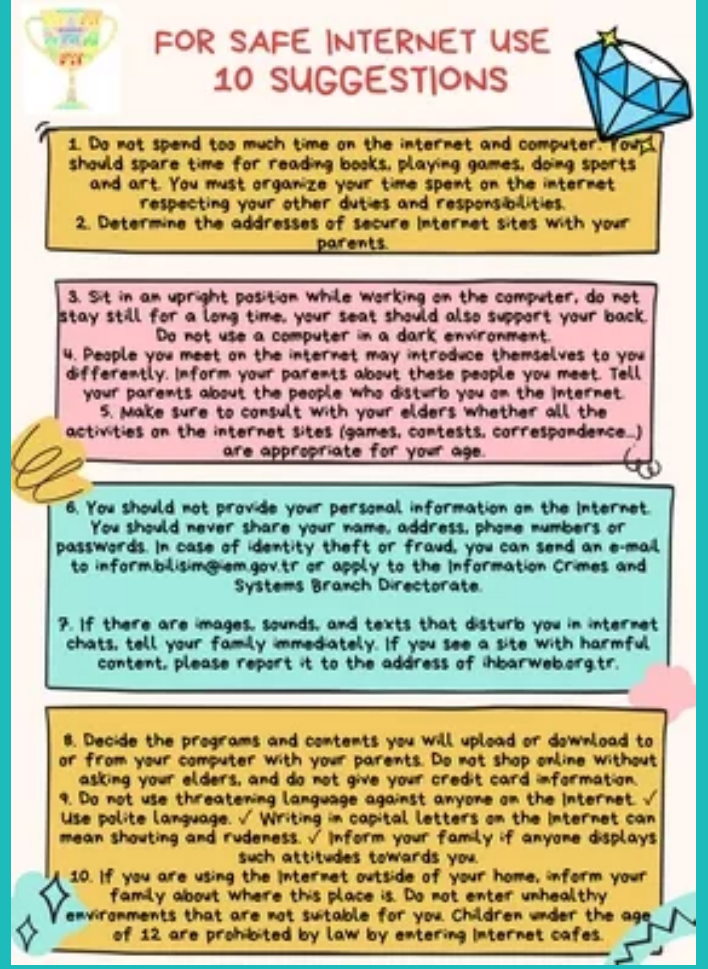 FOR SAFE INTERNET USE
10 SUGGESTIONS
1. Do not spend too much time on the internet and computer. You
should spare time for reading books, playing games, doing sports
and art. You must organize your time spent on the internet
respecting your other duties and responsibilities.
2. Determine the addresses of secure Internet sites with your
parents.
3. Sit in an upright position while working on the computer, do not
stay still for a long time, your seat should also support your back.
Do not use a computer in a dark environment.
4. People you meet on the internet may introduce themselves to you
differently. Inform your parents about these people you meet. Tell
your parents about the people who disturb you on the Internet.
5. Make sure to consult with your elders whether all the
activities on the internet sites (games, contests, correspondence...)
are appropriate for your age.
6. You should not provide your personal information on the Internet.
You should never share your name, address, phone numbers or
passwords. In case of identity theft or fraud, you can send an e-mail
to inform.bilisim@iem.gov.tr or apply to the Information Crimes and
Systems Branch Directorate.
7. If there are images, sounds, and texts that disturb you in internet
chats, tell your family immediately. If you see a site with harmful
content, please report it to the address of ihbarweb.org.tr.
8. Decide the programs and contents you will upload or download to
or from your computer with your parents. Do not shop online without
asking your elders, and do not give your credit card information.
9. Do not use threatening language against anyone on the Internet. ✓
Use polite language. ✓ Writing in capital letters on the Internet can
mean shouting and rudeness. ✓ Inform your family if anyone displays
such attitudes towards you.
10. If you are using the Internet outside of your home, inform your
family about where this place is. Do not enter unhealthy
environments that are not suitable for you. Children under the age
of 12 are prohibited by law by entering Internet cafes.